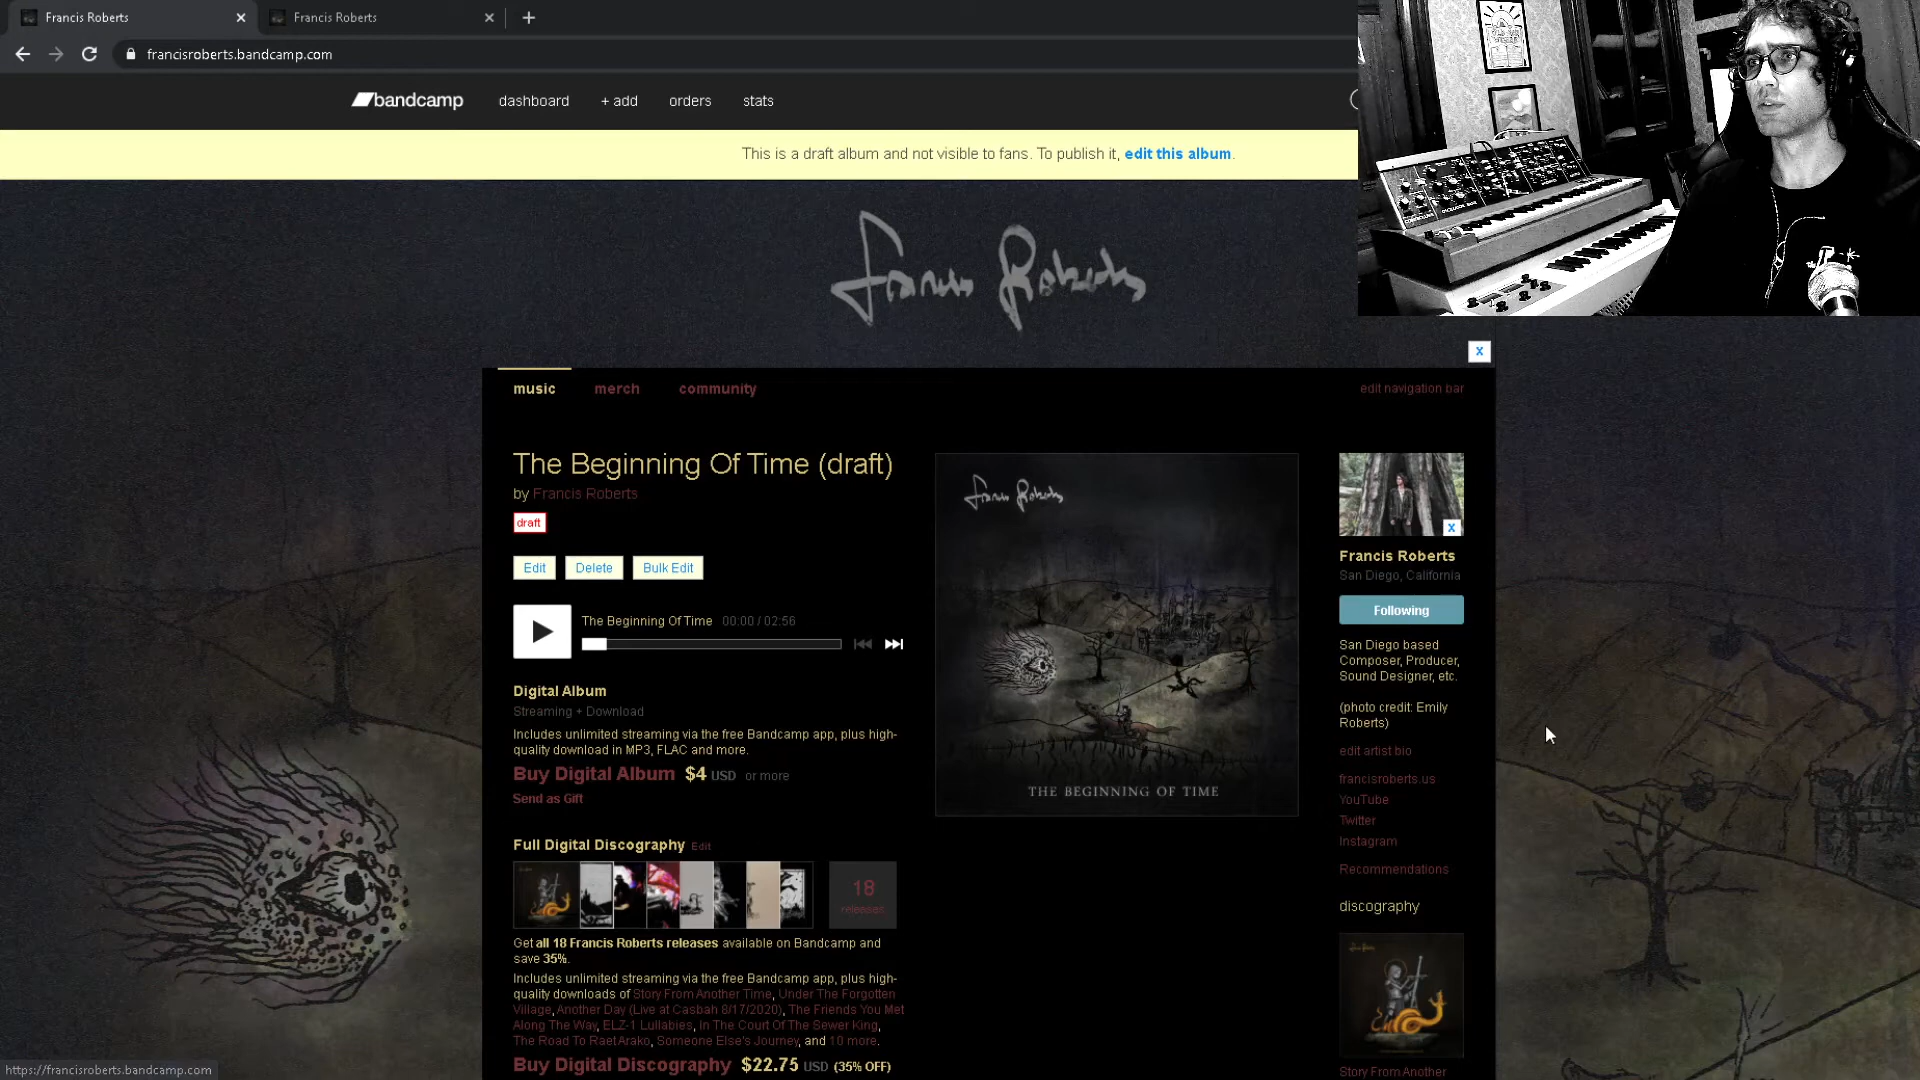 Francis Roberts
Francis Roberts
francisroberts.bandcamp.com
bandcamp dashboard + add orders stats
This is a draft album and not visible to fans. To publish it, edit this album.
Francis Roberts
x
music merch community edit navigation bar
The Beginning Of Time (draft)
by Francis Roberts
draft
Edit Delete Bulk Edit
The Beginning Of Time 00:00 / 02:56
Digital Album
Streaming + Download
Includes unlimited streaming via the free Bandcamp app, plus high-
quality download in MP3, FLAC and more.
Buy Digital Album $4 USD or more
Send as Gift
Full Digital Discography Edit
18
releases
Get all 18 Francis Roberts releases available on Bandcamp and
save 35%.
Includes unlimited streaming via the free Bandcamp app, plus high-
quality downloads of Story From Another Time, Under The Forgotten
Village, Another Day (Live at Casbah 8/17/2020), The Friends You Met
Along The Way, ELZ-1 Lullabies, In The Court Of The Sewer King,
The Road To Raet Arako, Someone Else's Journey, and 10 more.
Buy Digital Discography $22.75 USD (35% OFF)
Francis Roberts
THE BEGINNING OF TIME
x
Francis Roberts
San Diego, California
Following
San Diego based
Composer, Producer,
Sound Designer, etc.
(photo credit: Emily
Roberts)
edit artist bio
francisroberts.us
YouTube
Twitter
Instagram
Recommendations
discography
Story From Another
https://francisroberts.bandcamp.com